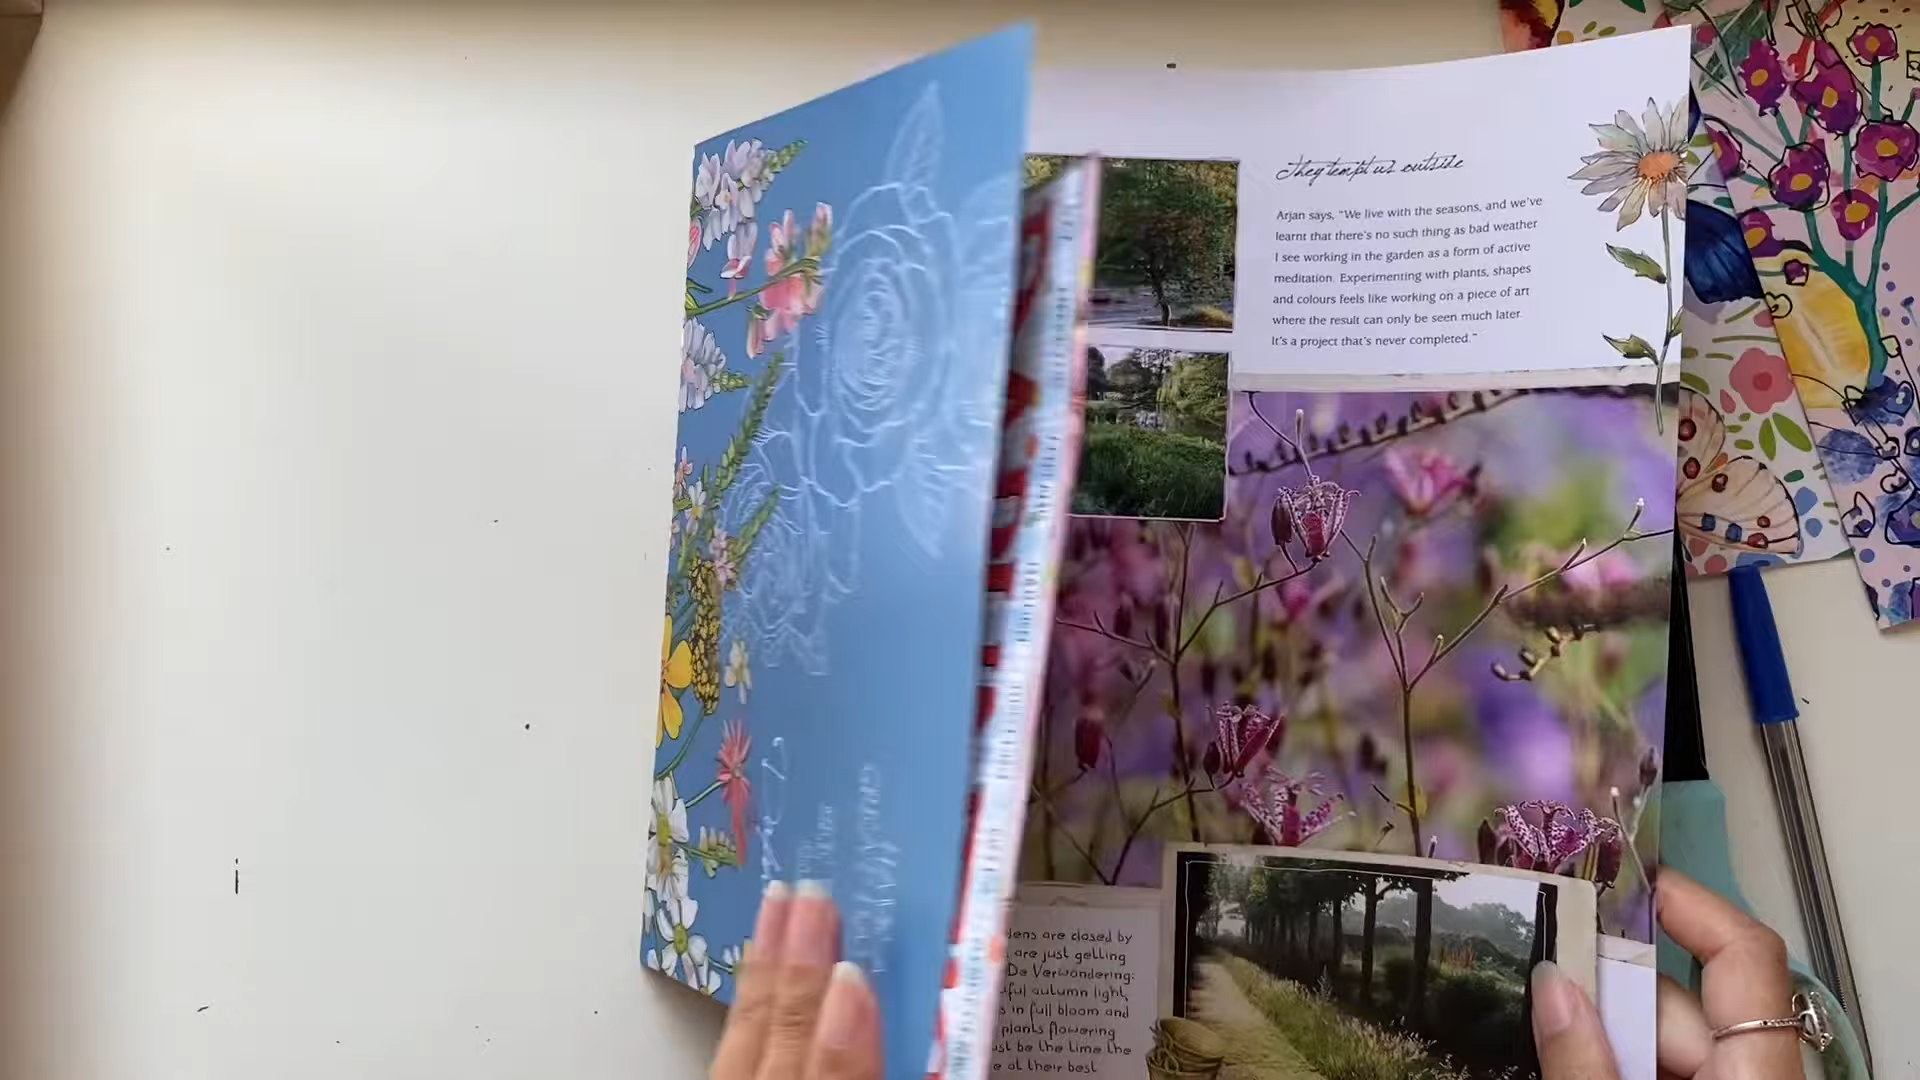 They tempt us outside
Arjan says, "We live with the seasons, and we've
learnt that there's no such thing as bad weather
I see working in the garden as a form of active
meditation. Experimenting with plants, shapes
and colours feels like working on a piece of art
where the result can only be seen much later.
It's a project that's never completed."
dens are closed by
are just getting
De Verwondering:
iful autumn light,
s in full bloom and
plants flowering
ust be the time the
e at their best